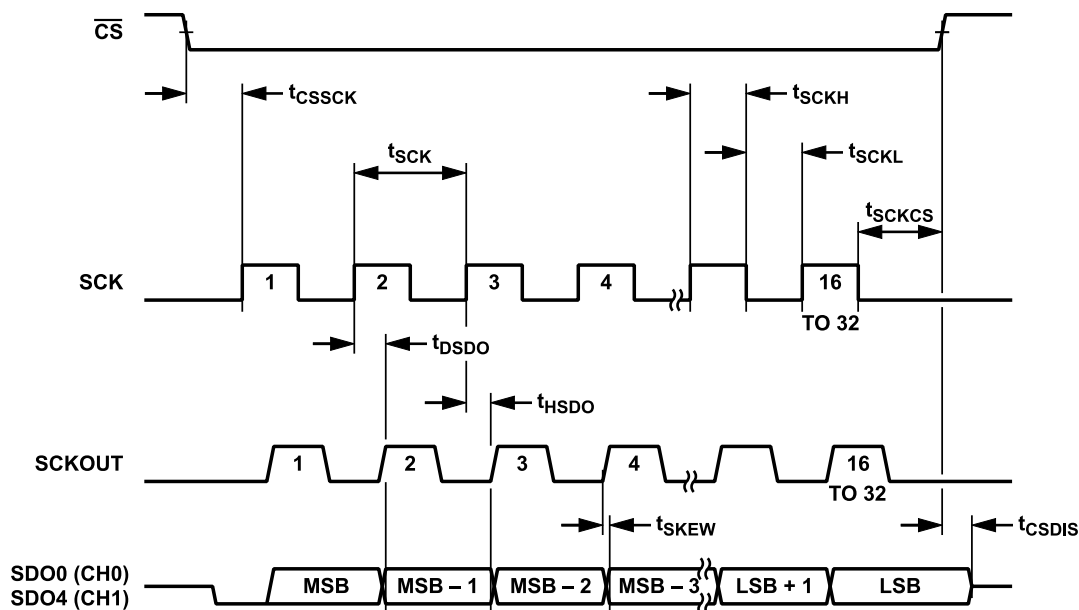 CS
tCSSCK
tSCKH
tSCK
tSCKL
tSCKCS
SCK
1
2
3
4
16
TO 32
tDSDO
tHSDO
SCKOUT
1
2
3
4
16
TO 32
tSKEW
tCSDIS
SDO0 (CH0)
SDO4 (CH1)
MSB
MSB – 1
MSB – 2
MSB – 3
LSB + 1
LSB